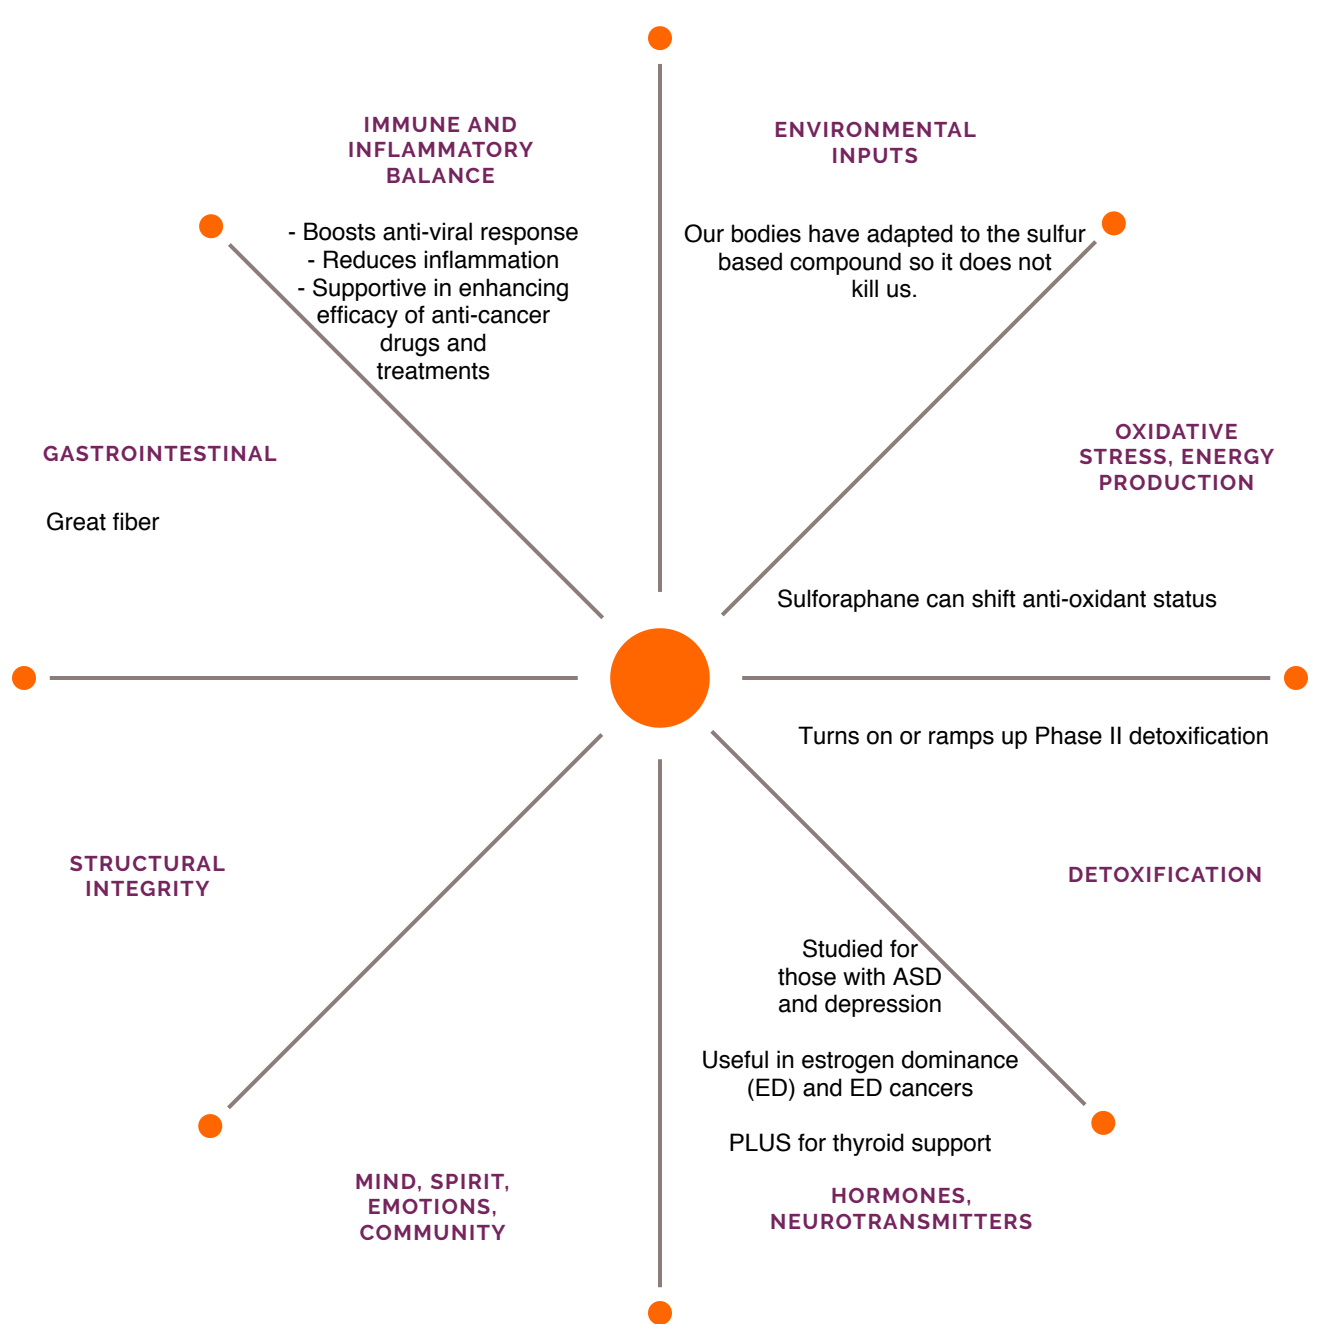 IMMUNE AND
INFLAMMATORY
BALANCE
- Boosts anti-viral response
- Reduces inflammation
- Supportive in enhancing
efficacy of anti-cancer
drugs and
treatments
ENVIRONMENTAL
INPUTS
Our bodies have adapted to the sulfur
based compound so it does not
kill us.
GASTROINTESTINAL
Great fiber
OXIDATIVE
STRESS, ENERGY
PRODUCTION
Sulforaphane can shift anti-oxidant status
Turns on or ramps up Phase II detoxification
DETOXIFICATION
STRUCTURAL
INTEGRITY
Studied for
those with ASD
and depression
Useful in estrogen dominance
(ED) and ED cancers
PLUS for thyroid support
HORMONES,
NEUROTRANSMITTERS
MIND, SPIRIT,
EMOTIONS,
COMMUNITY